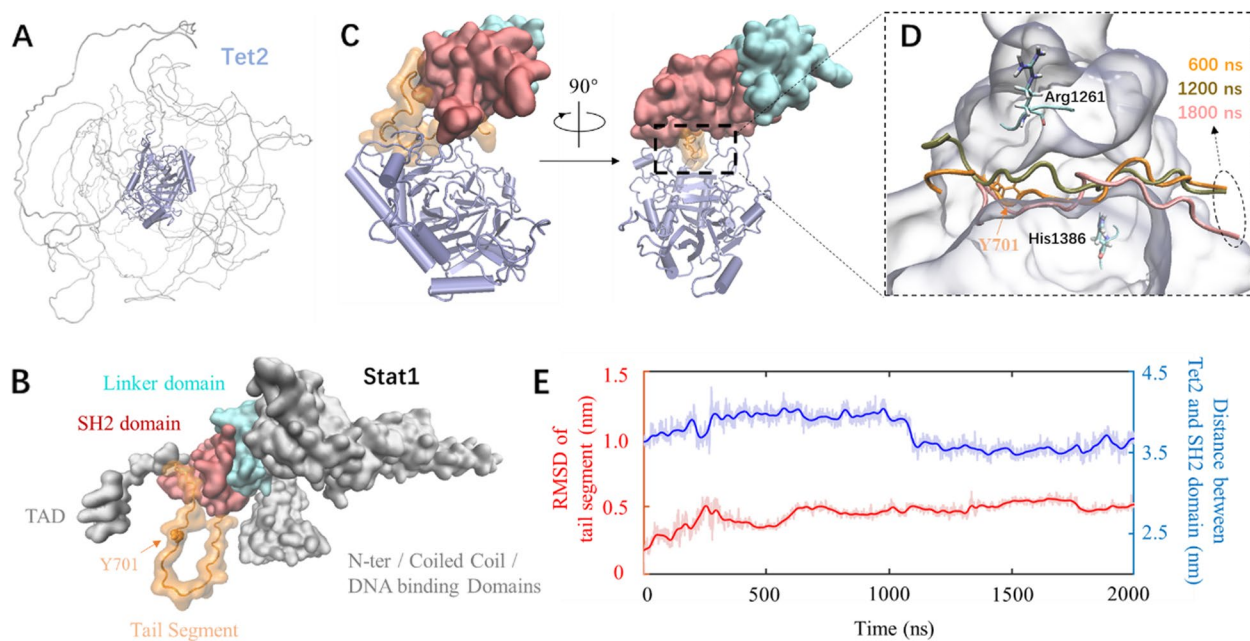 A
Tet2
C
90°
D
600 ns
1200 ns
1800 ns
Arg1261
Y701
His1386
B
Linker domain
SH2 domain
Stat1
TAD
Y701
Tail Segment
N-ter / Coiled Coil /
DNA binding Domains
E
RMSD of
tail segment (nm)
1.5
1.0
0.5
0
4.5
3.5
2.5
Distance between
Tet2 and SH2 domain (nm)
0
500
1000
1500
2000
Time (ns)